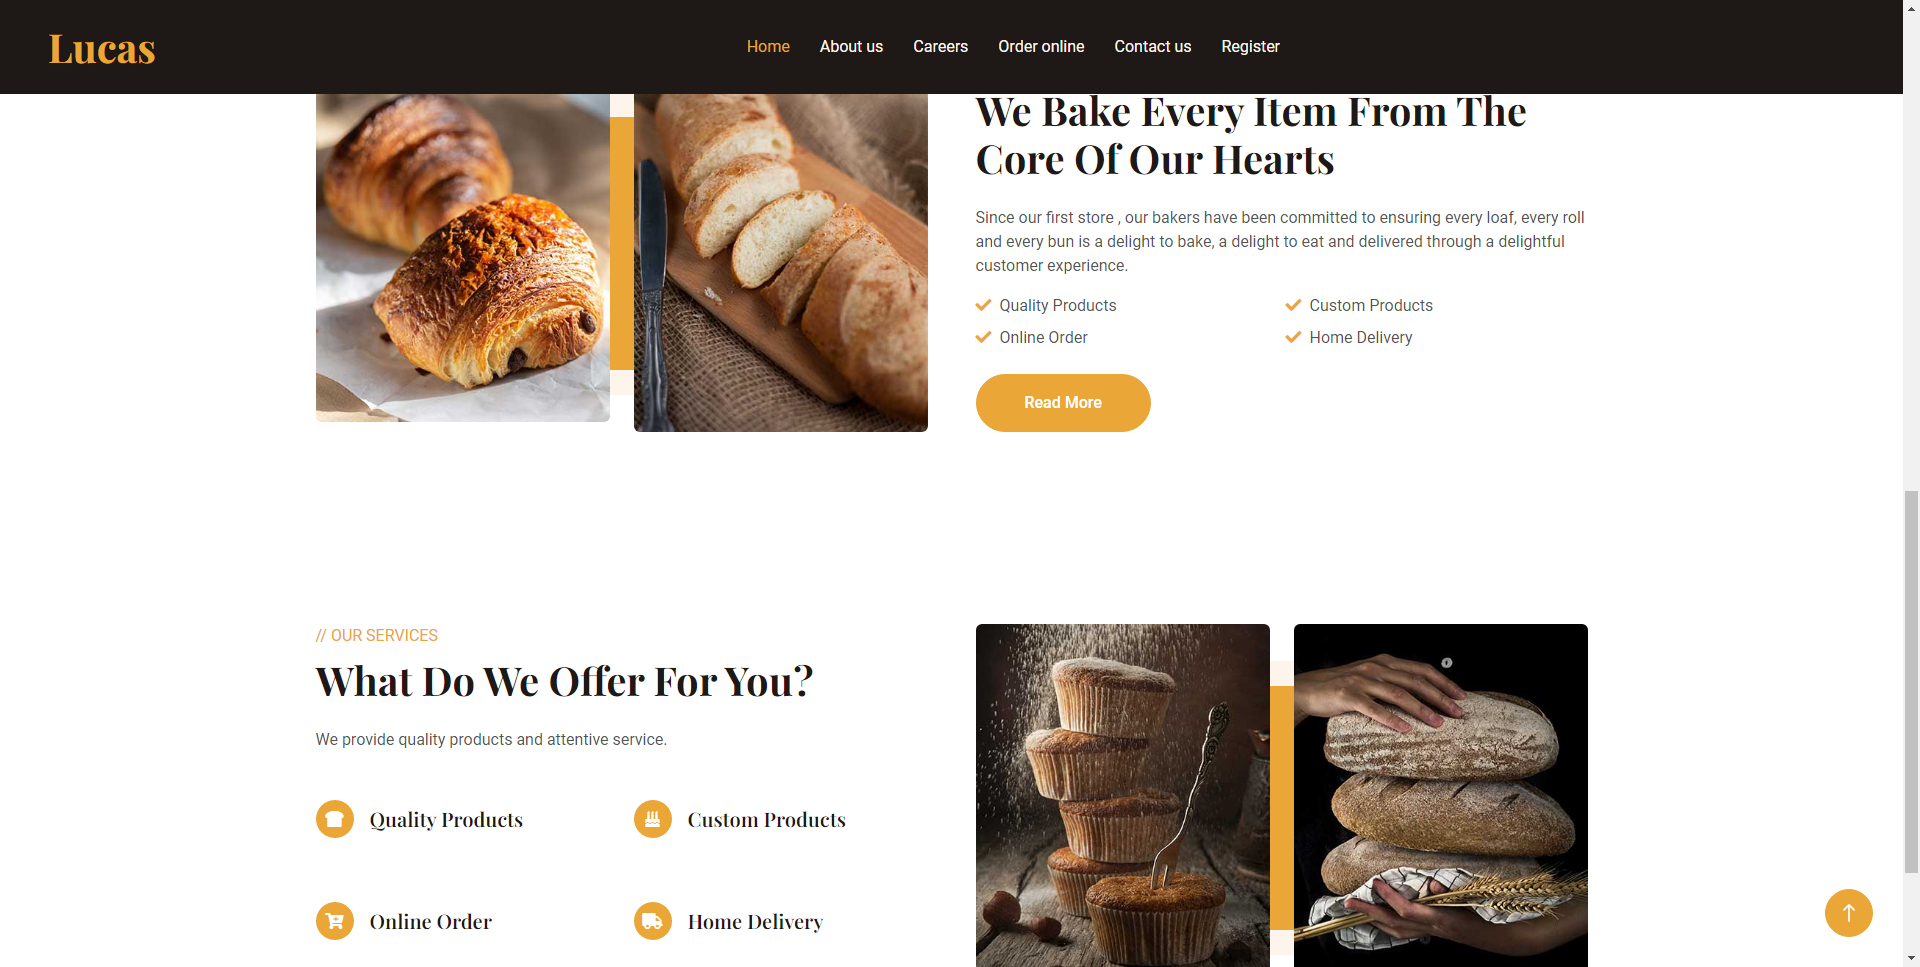 Lucas
Home About us Careers Order online Contact us Register
We Bake Every Item From The
Core Of Our Hearts
Since our first store , our bakers have been committed to ensuring every loaf, every roll
and every bun is a delight to bake, a delight to eat and delivered through a delightful
customer experience.
Quality Products Custom Products
Online Order Home Delivery
Read More
// OUR SERVICES
What Do We Offer For You?
We provide quality products and attentive service.
Quality Products Custom Products
Online Order Home Delivery